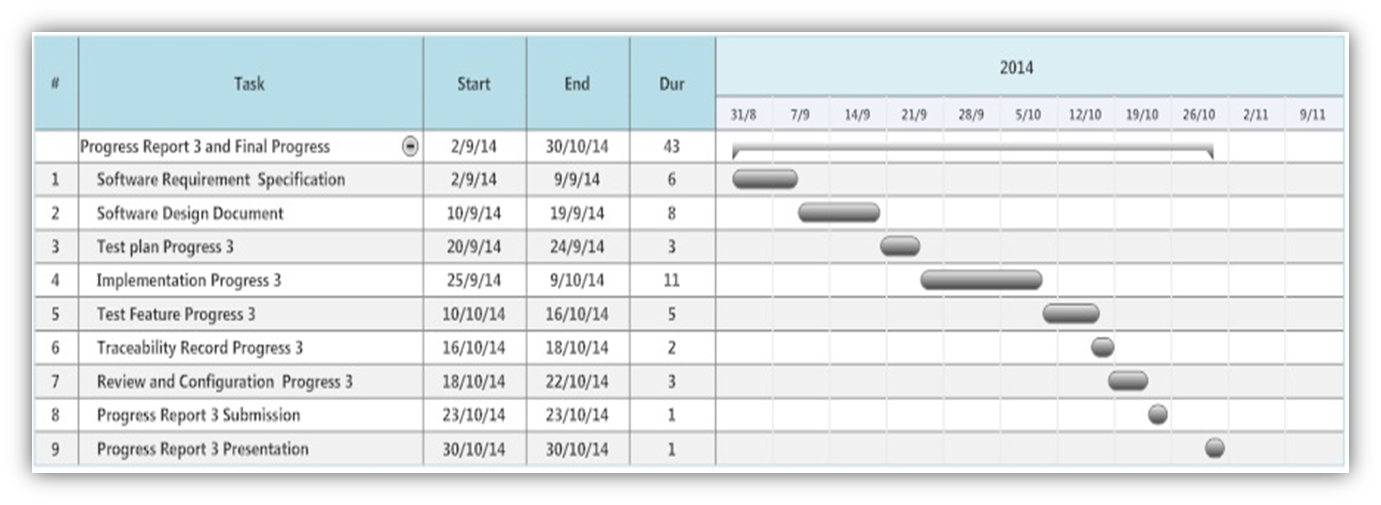 # Task Start End Dur 2014
31/8 7/9 14/9 21/9 28/9 5/10 12/10 19/10 26/10 2/11 9/11
Progress Report 3 and Final Progress 2/9/14 30/10/14 43
1 Software Requirement Specification 2/9/14 9/9/14 6
2 Software Design Document 10/9/14 19/9/14 8
3 Test plan Progress 3 20/9/14 24/9/14 3
4 Implementation Progress 3 25/9/14 9/10/14 11
5 Test Feature Progress 3 10/10/14 16/10/14 5
6 Traceability Record Progress 3 16/10/14 18/10/14 2
7 Review and Configuration Progress 3 18/10/14 22/10/14 3
8 Progress Report 3 Submission 23/10/14 23/10/14 1
9 Progress Report 3 Presentation 30/10/14 30/10/14 1